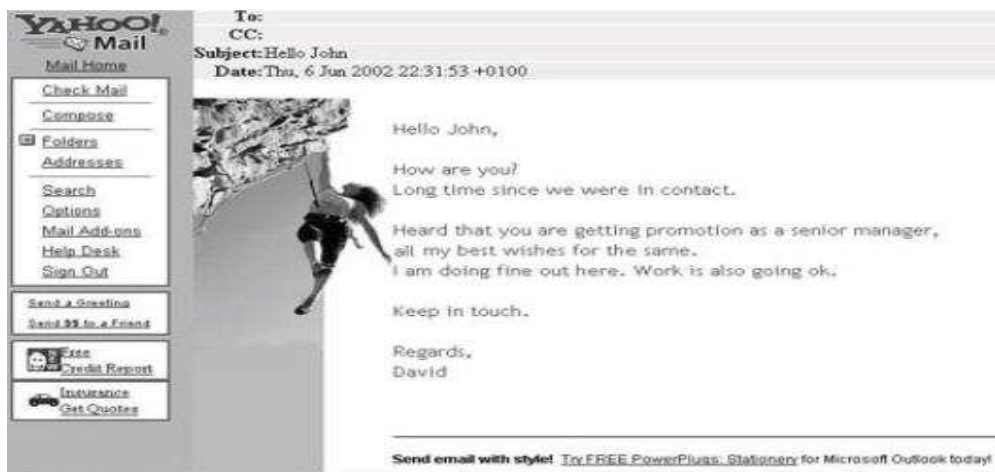 YAHOO!
Mail
Mail Home
Check Mail
Compose
Folders
Addresses
Search
Options
Mail Add-ons
Help Desk
Sign Out
Send a Greeting
Send $$ to a Friend
Free
Credit Report
Insurance
Get Quotes
To:
CC:
Subject: Hello John
Date: Thu, 6 Jun 2002 22:31:53 +0100
Hello John,
How are you?
Long time since we were in contact.
Heard that you are getting promotion as a senior manager,
all my best wishes for the same.
I am doing fine out here. Work is also going ok.
Keep in touch.
Regards,
David
Send email with style! Try FREE PowerPlugs: Stationery for Microsoft Outlook today!